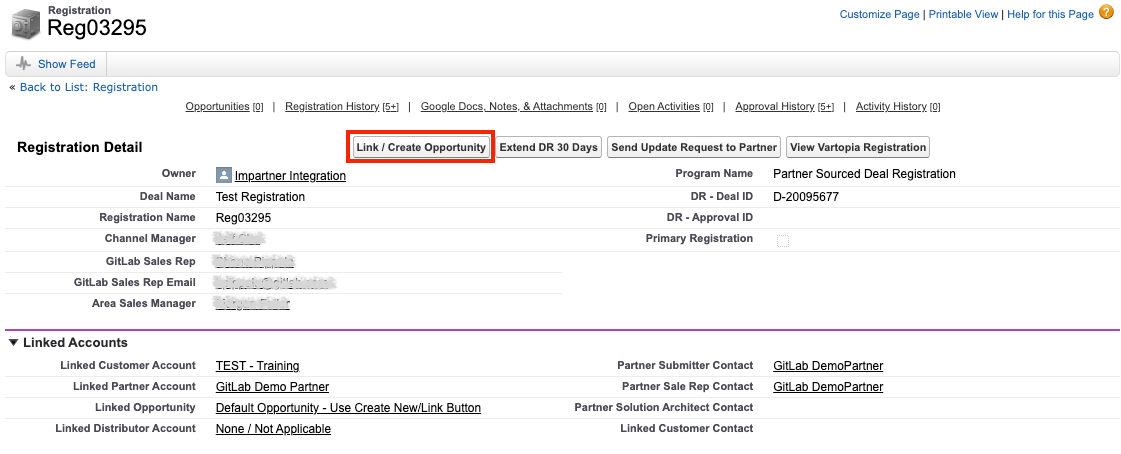 Registration
Reg03295
Customize Page | Printable View | Help for this Page ?
Show Feed
« Back to List: Registration
Opportunities [0] | Registration History [5+] | Google Docs, Notes, & Attachments [0] | Open Activities [0] | Approval History [5+] | Activity History [0]
Registration Detail
Link / Create Opportunity Extend DR 30 Days Send Update Request to Partner View Vartopia Registration
Owner Impartner Integration Program Name Partner Sourced Deal Registration
Deal Name Test Registration DR - Deal ID D-20095677
Registration Name Reg03295 DR - Approval ID
Channel Manager Primary Registration
GitLab Sales Rep
GitLab Sales Rep Email
Area Sales Manager
Linked Accounts
Linked Customer Account TEST - Training Partner Submitter Contact GitLab DemoPartner
Linked Partner Account GitLab Demo Partner Partner Sale Rep Contact GitLab DemoPartner
Linked Opportunity Default Opportunity - Use Create New/Link Button Partner Solution Architect Contact
Linked Distributor Account None / Not Applicable Linked Customer Contact